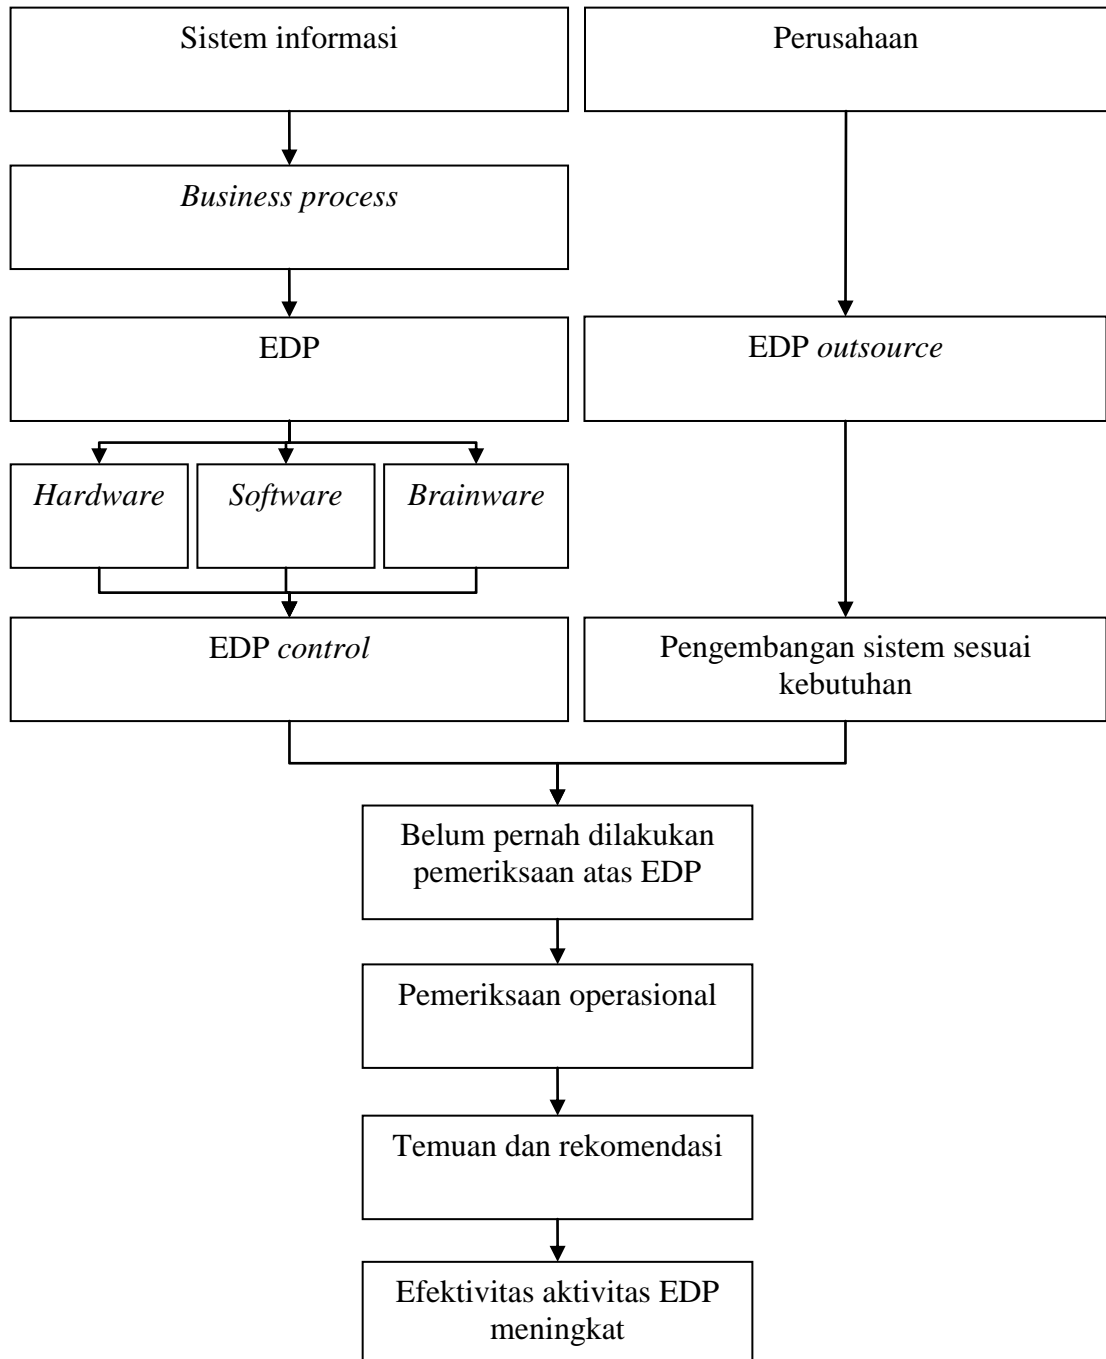 Sistem informasi
Perusahaan
Business process
EDP
EDP outsource
Hardware
Software
Brainware
EDP control
Pengembangan sistem sesuai
kebutuhan
Belum pernah dilakukan
pemeriksaan atas EDP
Pemeriksaan operasional
Temuan dan rekomendasi
Efektivitas aktivitas EDP
meningkat